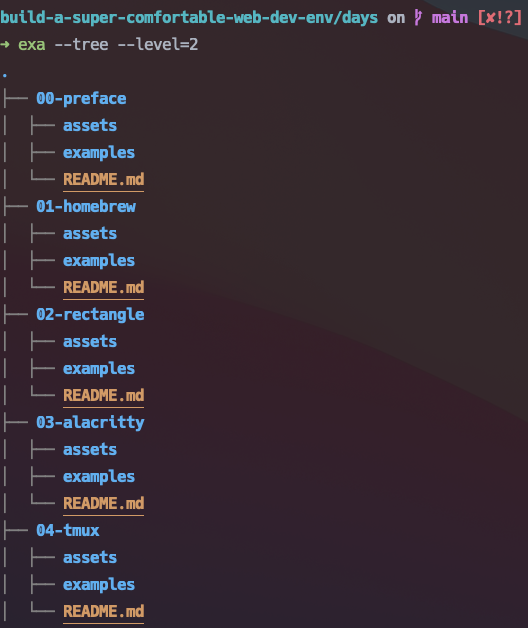 build-a-super-comfortable-web-dev-env/days on  main [✘!?]
➜ exa --tree --level=2
.
├── 00-preface
│  ├── assets
│  ├── examples
│  └── README.md
├── 01-homebrew
│  ├── assets
│  ├── examples
│  └── README.md
├── 02-rectangle
│  ├── assets
│  ├── examples
│  └── README.md
├── 03-alacritty
│  ├── assets
│  ├── examples
│  └── README.md
├── 04-tmux
│  ├── assets
│  ├── examples
│  └── README.md